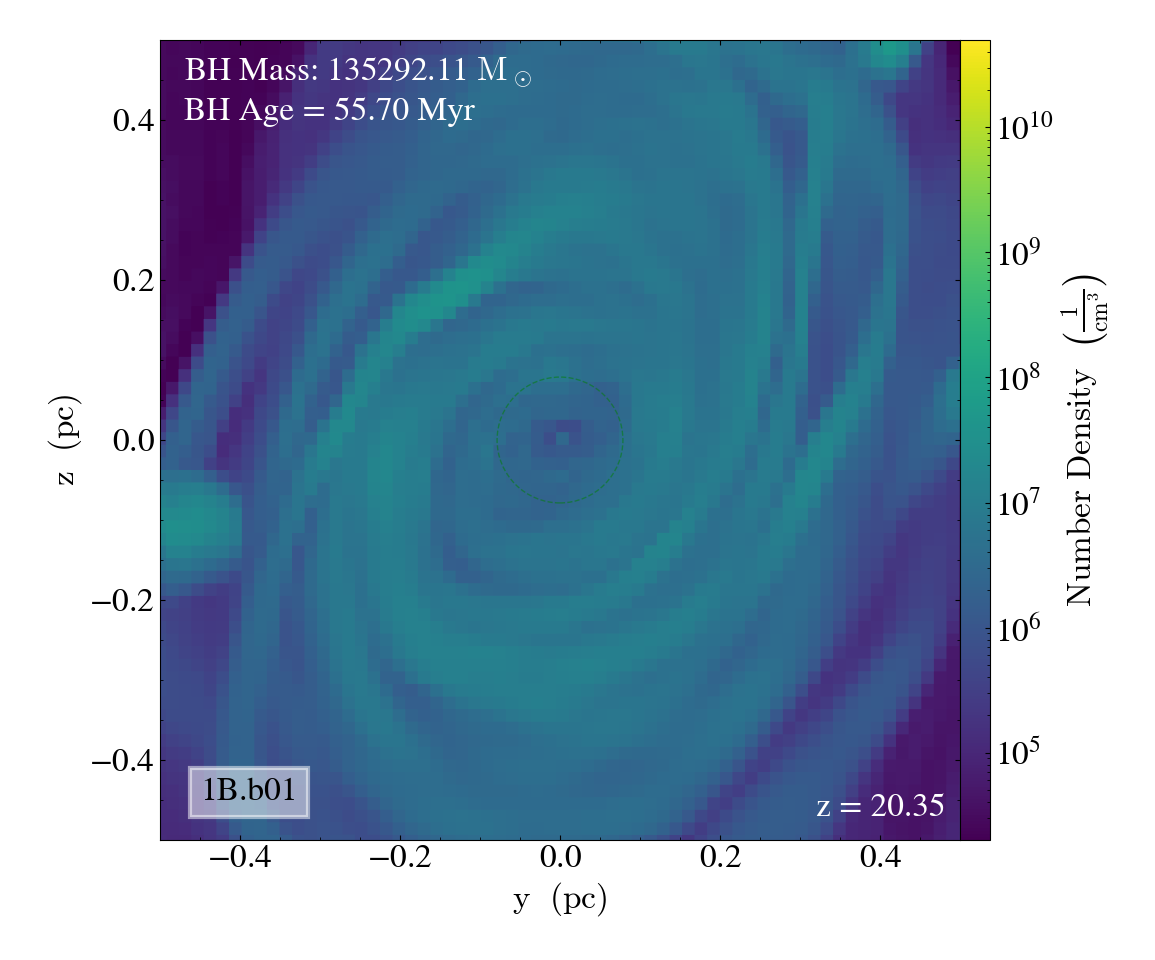 BH Mass: 135292.11 M⊙
BH Age = 55.70 Myr
0.4
0.2
0.0
−0.2
−0.4
z (pc)
1B.b01
z = 20.35
−0.4 −0.2 0.0 0.2 0.4
y (pc)
10¹⁰
10⁹
10⁸
10⁷
10⁶
10⁵
Number Density (1/cm³)